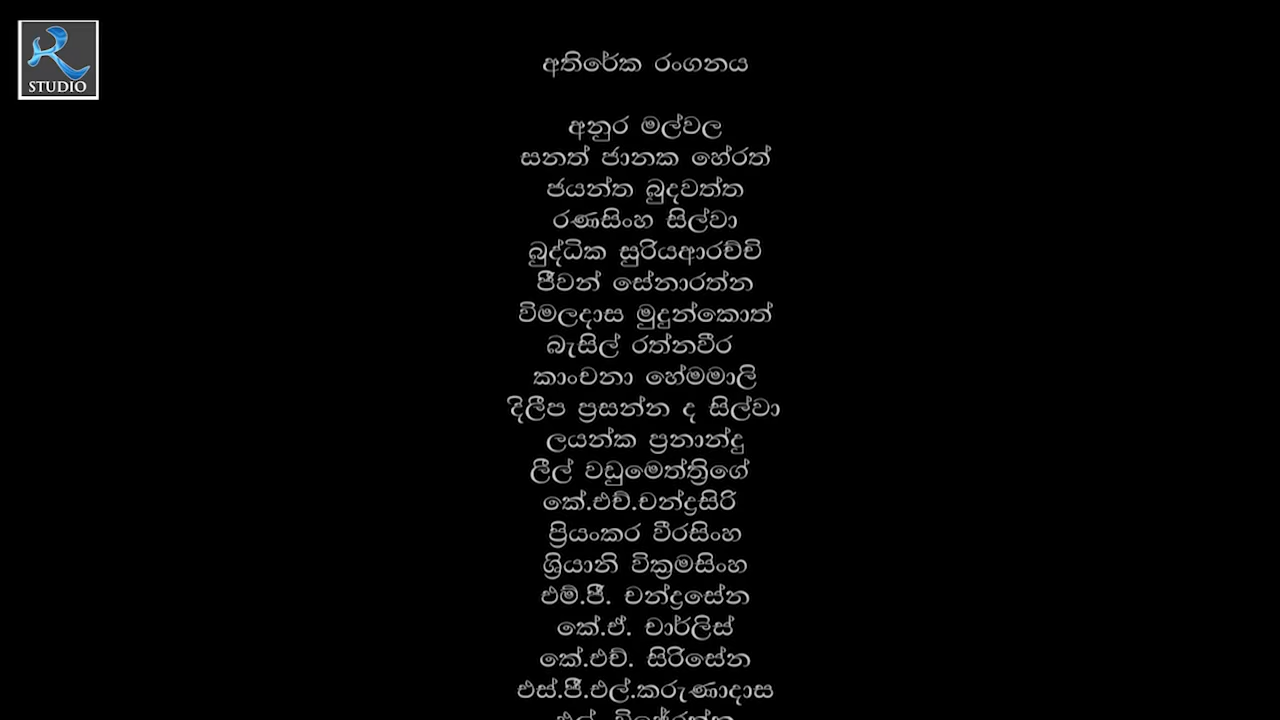 R
STUDIO
අතිරේක රංගනය
අනුර මල්වල
සනත් ජානක හේරත්
ජයන්ත බුදවත්ත
රණසිංහ සිල්වා
බුද්ධික සුරියආරච්චි
ජීවන් සේනාරත්න
විමලදාස මුදුන්කොත්
බැසිල් රත්නවීර
කාංචනා හේමමාලි
දිලීප ප්‍රසන්න ද සිල්වා
ලයන්ක ප්‍රනාන්දු
ලීල් වඩුමෙත්ත්‍රිගේ
කේ.එච්.චන්ද්‍රසිරි
ප්‍රියංකර වීරසිංහ
ශ්‍රියානි වික්‍රමසිංහ
එම්.ජී. චන්ද්‍රසේන
කේ.ඒ. චාර්ලිස්
කේ.එච්. සිරිසේන
එස්.ජී.එල්.කරුණාදාස